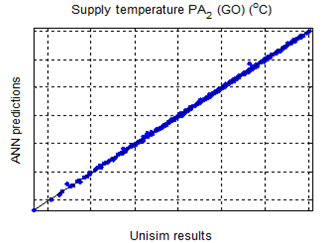 Supply temperature PA₂ (GO) (°C)
ANN predictions
Unisim results